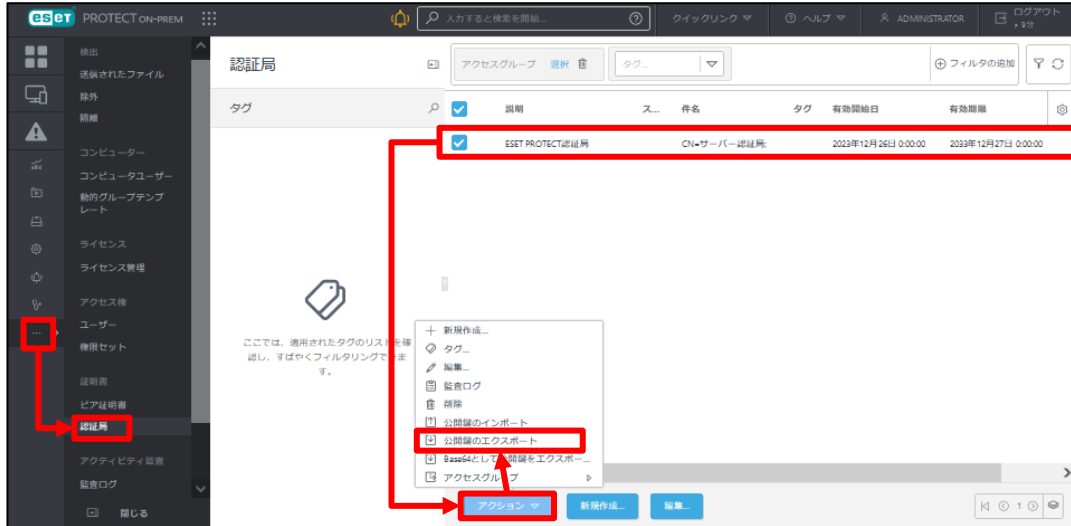 eset PROTECT ON-PREM
入力すると検索を開始...
クイックリンク
ヘルプ
ADMINISTRATOR
ログアウト
> 9分
検出
送信されたファイル
除外
隔離
コンピューター
コンピュータユーザー
動的グループテンプ
レート
ライセンス
ライセンス管理
アクセス権
ユーザー
権限セット
証明書
ピア証明書
認証局
アクティビティ監査
監査ログ
閉じる
認証局
タグ
ここでは、適用されたタグのリストを確
認し、すばやくフィルタリングできま
す。
アクセスグループ 選択
タグ...
フィルタの追加
説明 ス... 件名 タグ 有効開始日 有効期限
ESET PROTECT認証局 CN=サーバー認証局; 2023年12月26日 0:00:00 2033年12月27日 0:00:00
新規作成...
タグ...
編集...
監査ログ
削除
公開鍵のインポート
公開鍵のエクスポート
Base64として公開鍵をエクスポー...
アクセスグループ
アクション 新規作成... 編集...
1